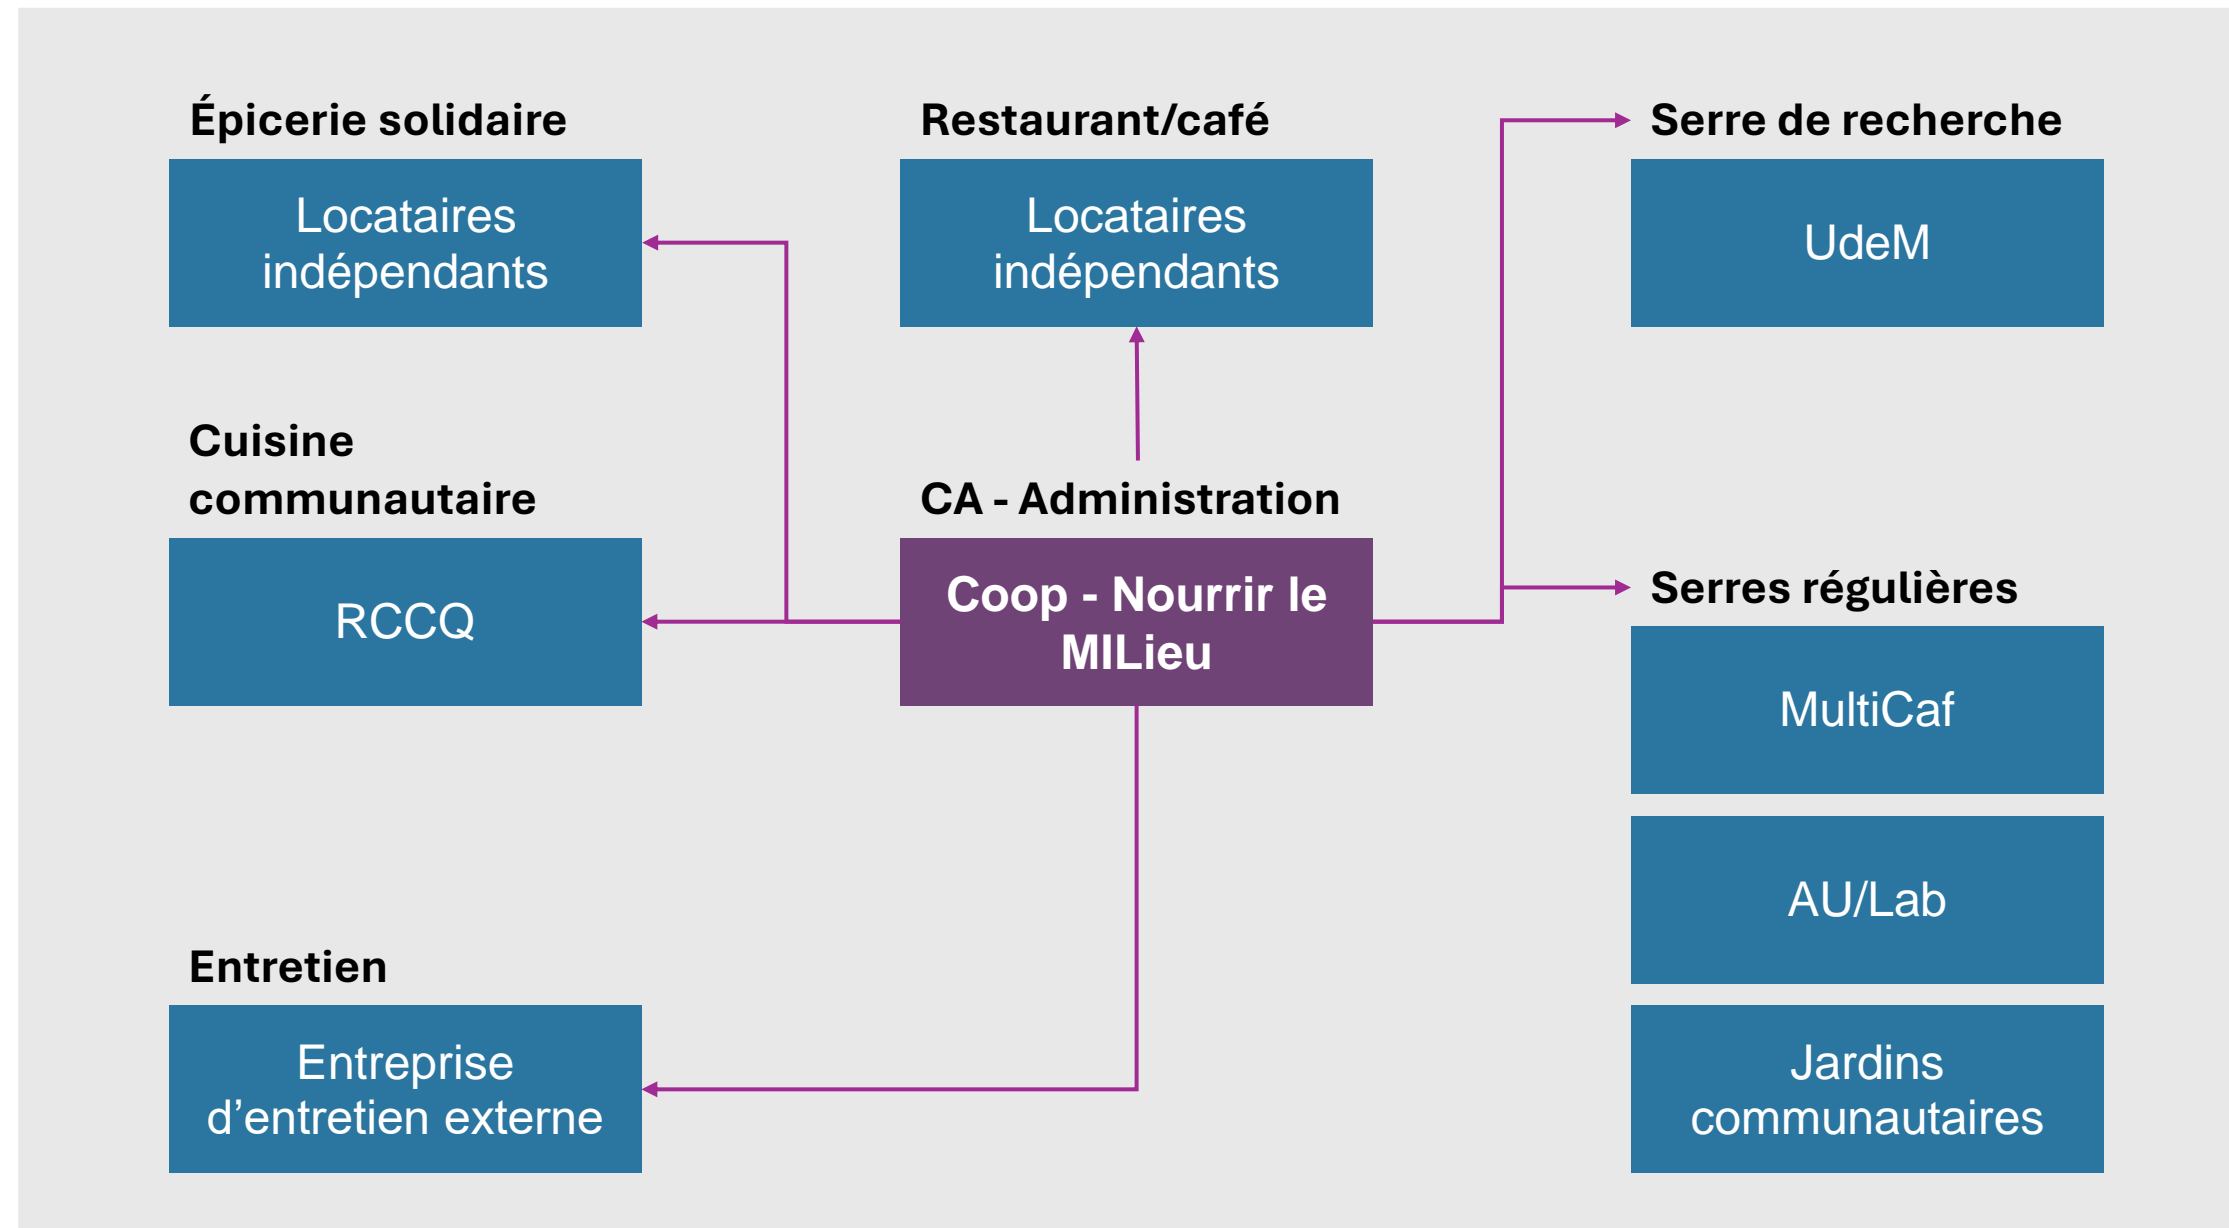 Épicerie solidaire
Locataires
indépendants
Restaurant/café
Locataires
indépendants
Serre de recherche
UdeM
Cuisine
communautaire
RCCQ
CA - Administration
Coop - Nourrir le
MILieu
Serres régulières
MultiCaf
AU/Lab
Jardins
communautaires
Entretien
Entreprise
d’entretien externe